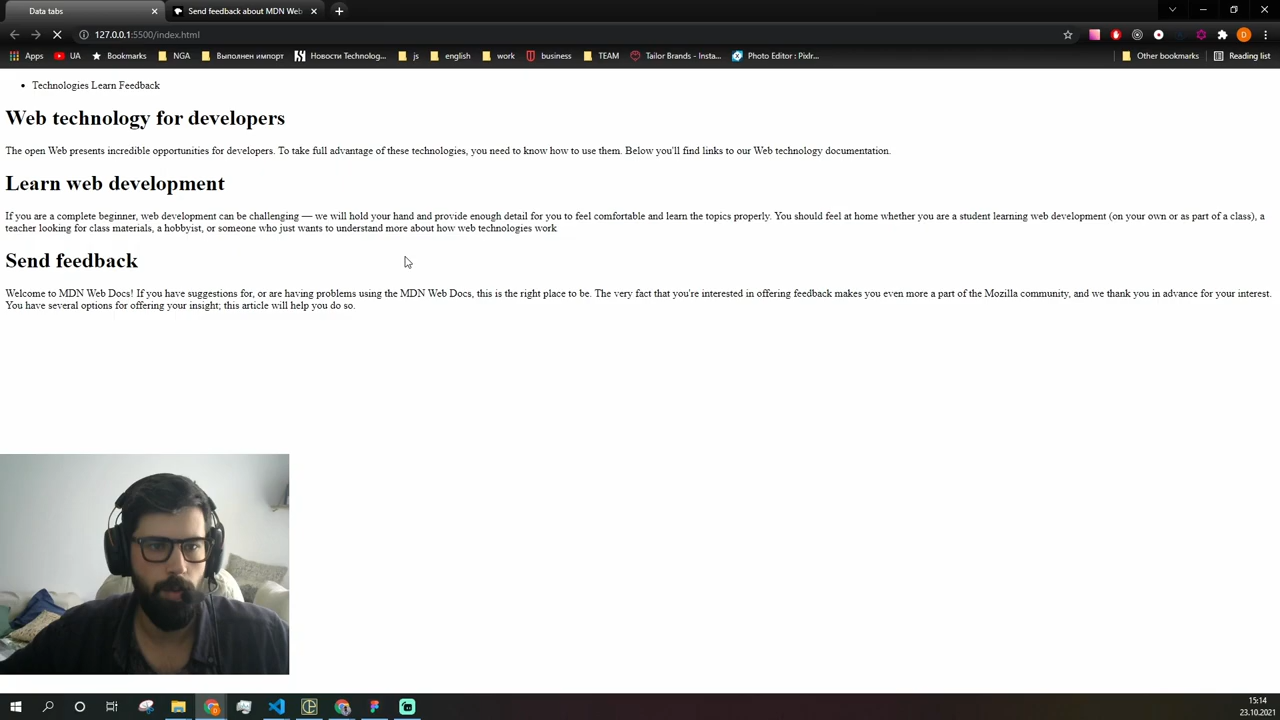 Data tabs
Send feedback about MDN Web
127.0.0.1:5500/index.html
Apps
UA
Bookmarks
NGA
Выполнен импорт
Новости Technolog...
js
english
work
business
TEAM
Tailor Brands - Insta...
Photo Editor : Pixlr...
Other bookmarks
Reading list
Technologies Learn Feedback
Web technology for developers
The open Web presents incredible opportunities for developers. To take full advantage of these technologies, you need to know how to use them. Below you'll find links to our Web technology documentation.
Learn web development
If you are a complete beginner, web development can be challenging — we will hold your hand and provide enough detail for you to feel comfortable and learn the topics properly. You should feel at home whether you are a student learning web development (on your own or as part of a class), a
teacher looking for class materials, a hobbyist, or someone who just wants to understand more about how web technologies work
Send feedback
Welcome to MDN Web Docs! If you have suggestions for, or are having problems using the MDN Web Docs, this is the right place to be. The very fact that you're interested in offering feedback makes you even more a part of the Mozilla community, and we thank you in advance for your interest.
You have several options for offering your insight; this article will help you do so.
15:14
23.10.2021